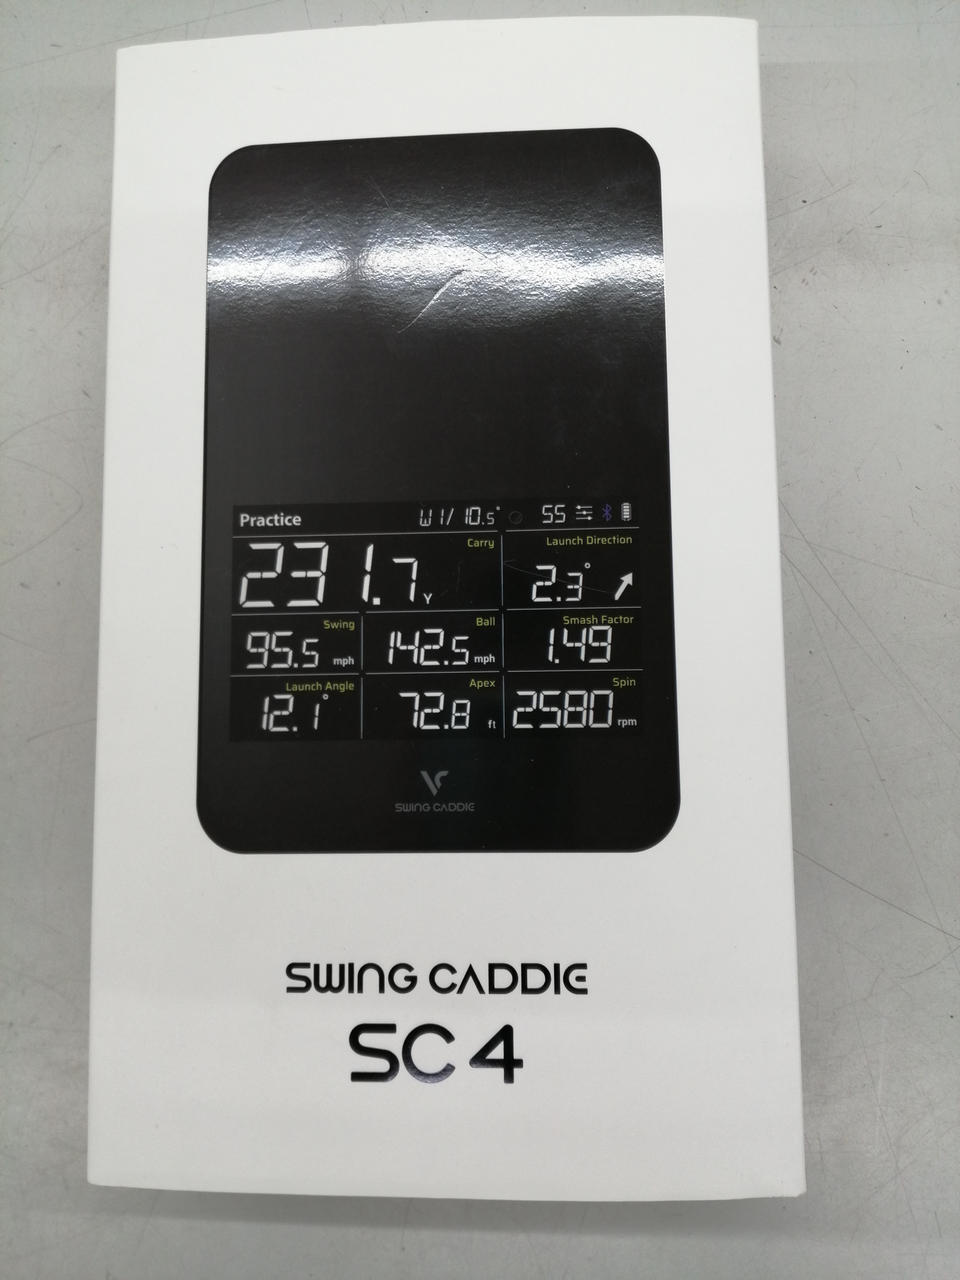 Practice W1/ 10.5° 55
Carry Launch Direction
231.7 Y 2.3°
Swing Ball Smash Factor
95.5 mph 142.5 mph 1.49
Launch Angle Apex Spin
12.1° 72.8 ft 2580 rpm
SWING CADDIE
SWING CADDIE
SC4